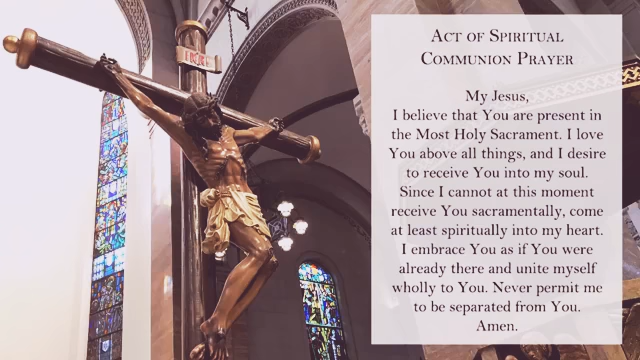 Act of Spiritual
Communion Prayer
My Jesus,
I believe that You are present in
the Most Holy Sacrament. I love
You above all things, and I desire
to receive You into my soul.
Since I cannot at this moment
receive You sacramentally, come
at least spiritually into my heart.
I embrace You as if You were
already there and unite myself
wholly to You. Never permit me
to be separated from You.
Amen.